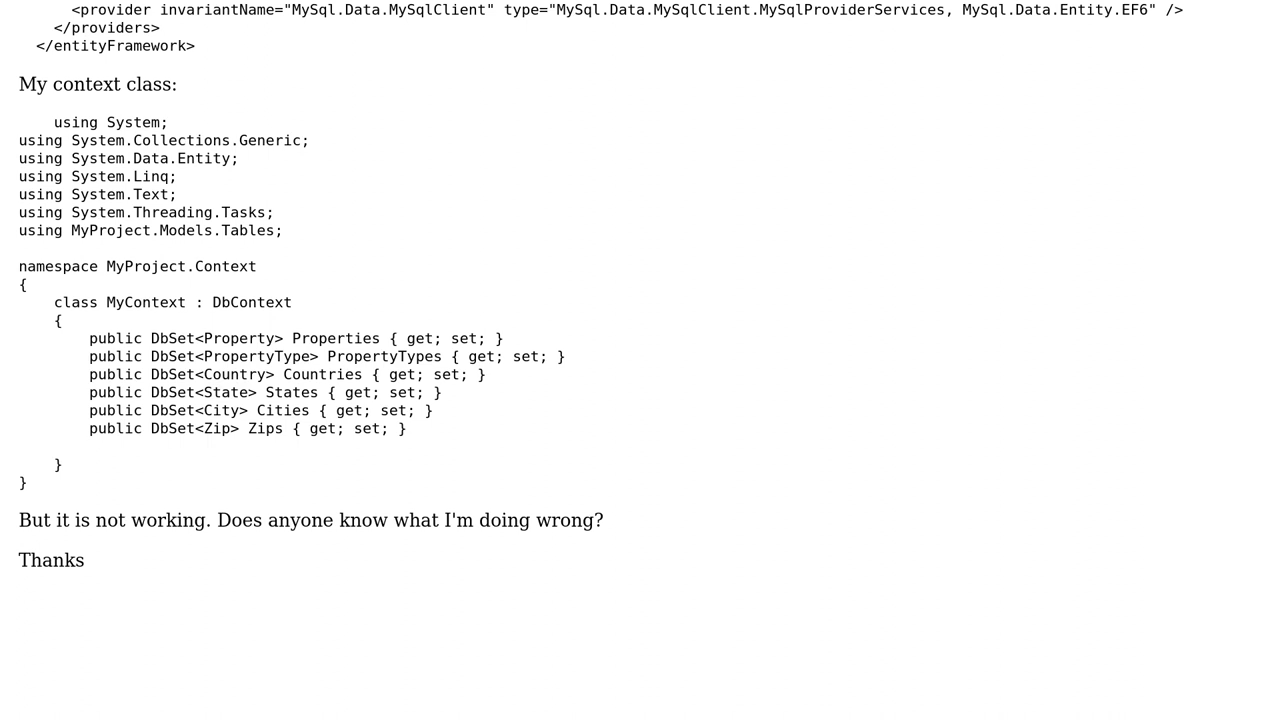 <provider invariantName="MySql.Data.MySqlClient" type="MySql.Data.MySqlClient.MySqlProviderServices, MySql.Data.Entity.EF6" />
    </providers>
  </entityFramework>
My context class:
    using System;
using System.Collections.Generic;
using System.Data.Entity;
using System.Linq;
using System.Text;
using System.Threading.Tasks;
using MyProject.Models.Tables;

namespace MyProject.Context
{
    class MyContext : DbContext
    {
        public DbSet<Property> Properties { get; set; }
        public DbSet<PropertyType> PropertyTypes { get; set; }
        public DbSet<Country> Countries { get; set; }
        public DbSet<State> States { get; set; }
        public DbSet<City> Cities { get; set; }
        public DbSet<Zip> Zips { get; set; }

    }
}
But it is not working. Does anyone know what I'm doing wrong?
Thanks